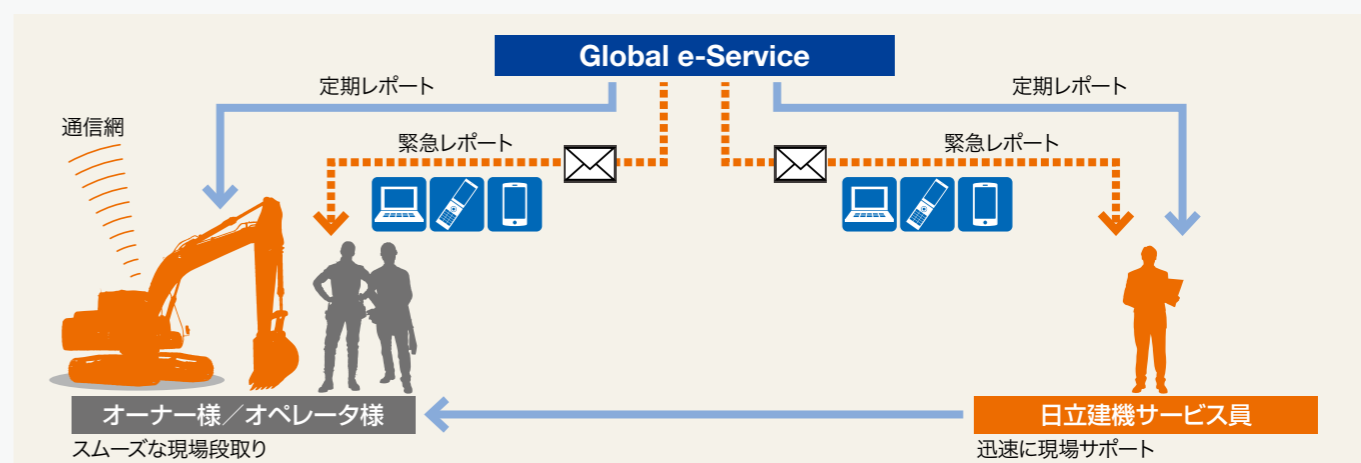 Global e-Service
定期レポート
定期レポート
通信網
緊急レポート
緊急レポート
オーナー様／オペレータ様
日立建機サービス員
スムーズな現場段取り
迅速に現場サポート